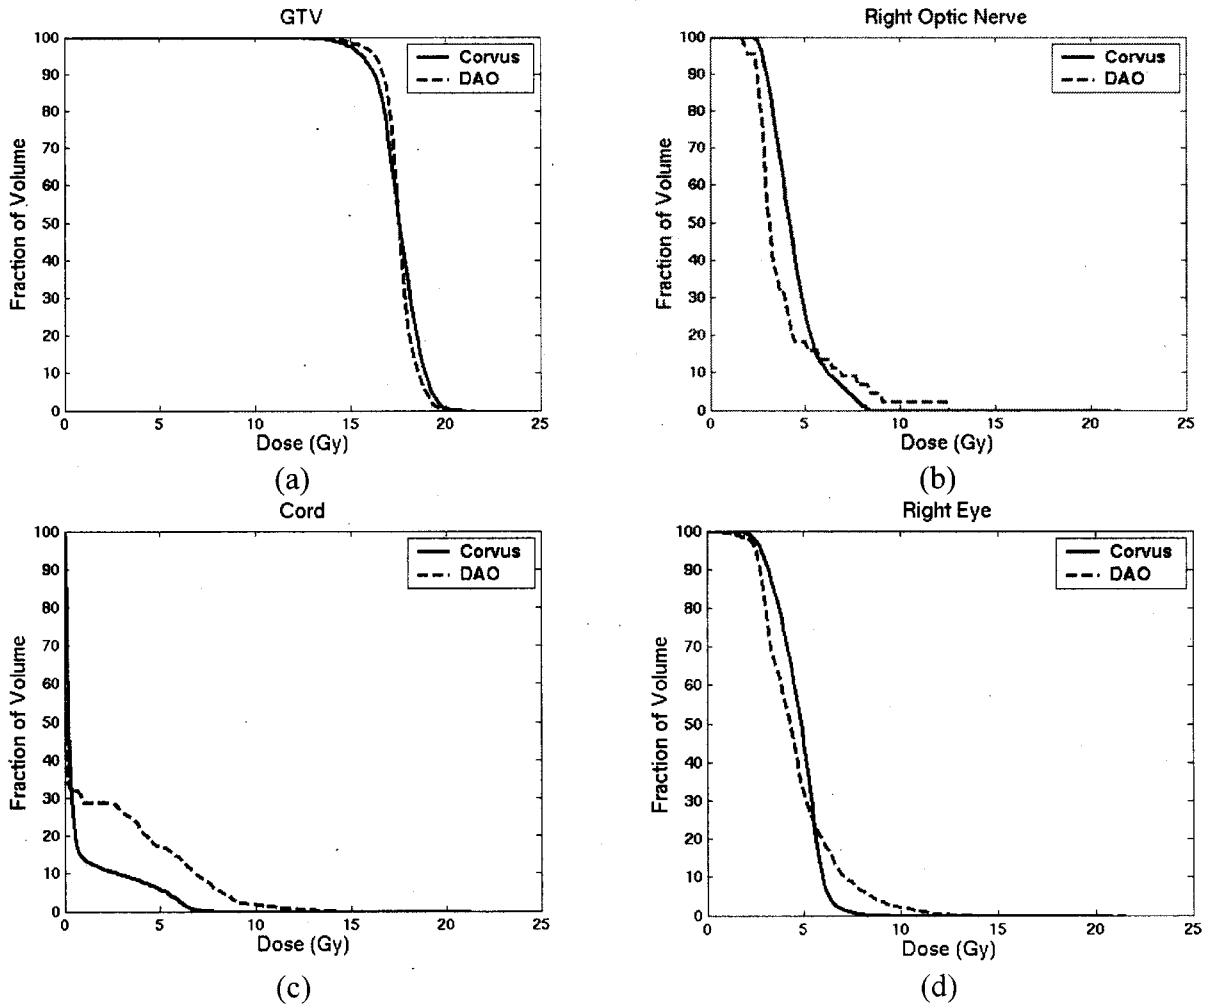 GTV
100
90
80
70
60
50
40
30
20
10
0
Fraction of Volume
Corvus
DAO
0 5 10 15 20 25
Dose (Gy)
(a)
Right Optic Nerve
100
90
80
70
60
50
40
30
20
10
0
Fraction of Volume
Corvus
DAO
0 5 10 15 20 25
Dose (Gy)
(b)
Cord
100
90
80
70
60
50
40
30
20
10
0
Fraction of Volume
Corvus
DAO
0 5 10 15 20 25
Dose (Gy)
(c)
Right Eye
100
90
80
70
60
50
40
30
20
10
0
Fraction of Volume
Corvus
DAO
0 5 10 15 20 25
Dose (Gy)
(d)